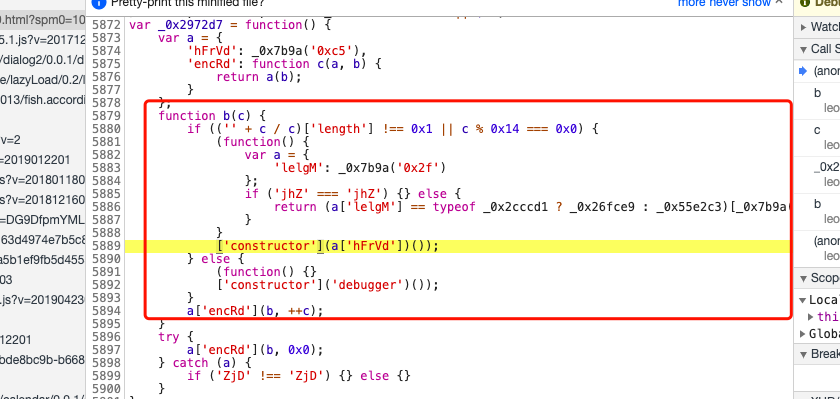 0.html?spm0=10
Pretty-print this minified file?
more never show
Deb
5.1.js?v=201712
/dialog2/0.0.1/d
e/lazyLoad/0.2/
013/fish.accordi
v=2
=2019012201
s?v=201801180
s?v=201812160
=DG9DfpmYML
63d4974e7b5c8
a5b1ef9fb5d455
03
.js?v=20190423
12201
bde8bc9b-b668
5872 var _0x2972d7 = function() {
5873 var a = {
5874 'hFrVd': _0x7b9a('0xc5'),
5875 'encRd': function c(a, b) {
5876 return a(b);
5877 }
5878 };
5879 function b(c) {
5880 if (('' + c / c)['length'] !== 0x1 || c % 0x14 === 0x0) {
5881 (function() {
5882 var a = {
5883 'lelgM': _0x7b9a('0x2f')
5884 };
5885 if ('jhZ' === 'jhZ') {} else {
5886 return (a['lelgM'] == typeof _0x2cccd1 ? _0x26fce9 : _0x55e2c3)[_0x7b9a(
5887 }
5888 }
5889 ['constructor'](a['hFrVd'])());
5890 } else {
5891 (function() {}
5892 ['constructor']('debugger')());
5893 }
5894 a['encRd'](b, ++c);
5895 }
5896 try {
5897 a['encRd'](b, 0x0);
5898 } catch (a) {
5899 if ('ZjD' !== 'ZjD') {} else {}
5900 }
Watch
Call S
(anor
b
leo
c
leo
_0x2
leo
b
leo
(anor
leo
Scop
Loca
thi
Globa
Break